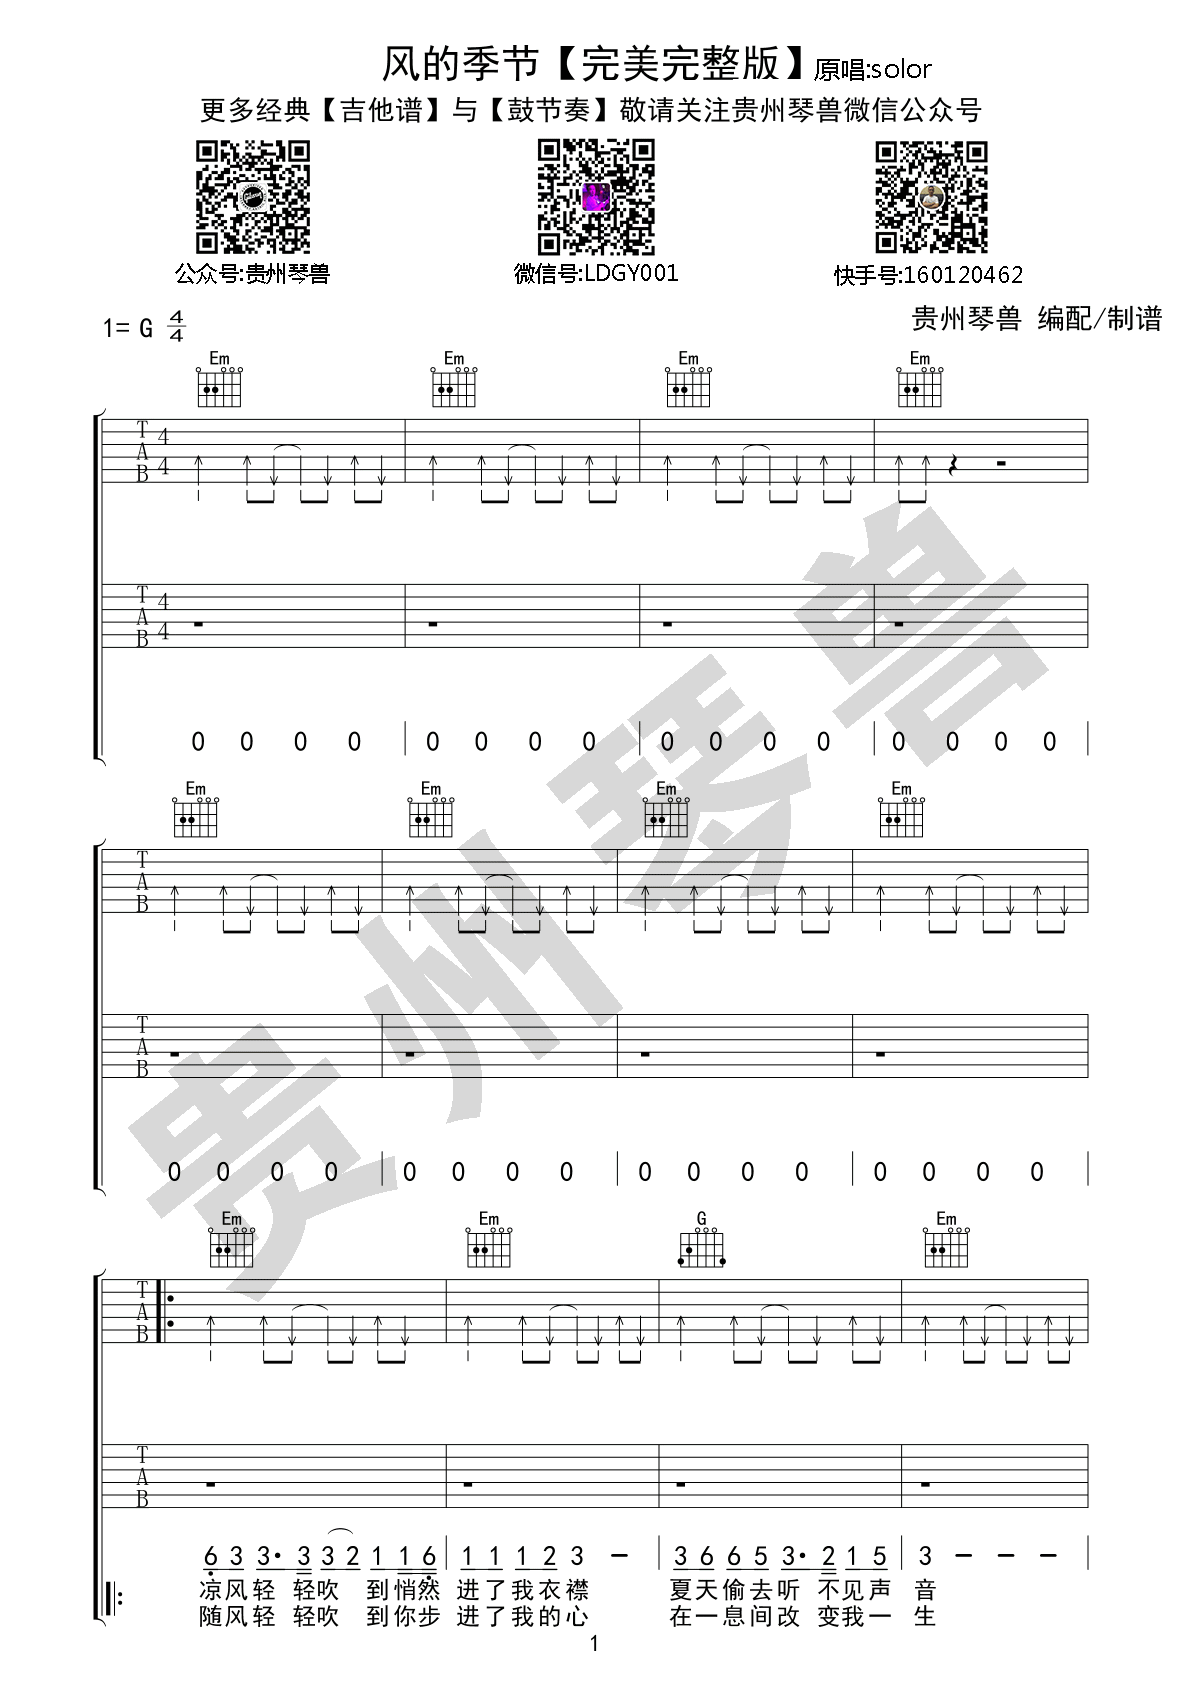 风的季节【完美完整版】原唱:solor
更多经典【吉他谱】与【鼓节奏】敬请关注贵州琴兽微信公众号
公众号:贵州琴兽 微信号:LDGY001 快手号:160120462
1= G 4/4 贵州琴兽 编配/制谱
Em Em Em Em
T A B 4 4
T A B 4 4
0 0 0 0 0 0 0 0 0 0 0 0 0 0 0 0
Em Em Em Em
T A B
T A B
0 0 0 0 0 0 0 0 0 0 0 0 0 0 0 0
Em Em G Em
T A B
T A B
6 3 3· 3 3 2 1 1 6 1 1 1 2 3 – 3 6 6 5 3· 2 1 5 3 – – –
凉风轻 轻吹 到悄然 进了我衣襟 夏天偷去听 不见声 音
随风轻 轻吹 到你步 进了我的心 在一息间改 变我一 生
1
贵州琴兽